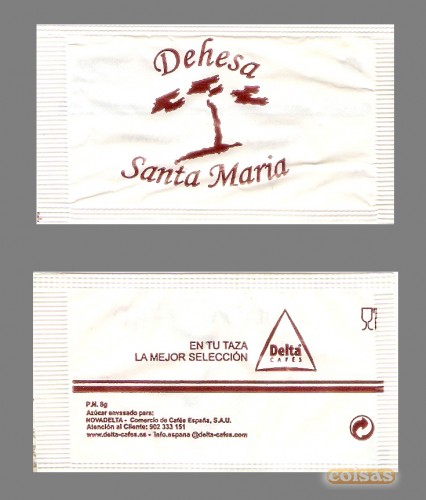 Dehesa
Santa Maria
EN TU TAZA
LA MEJOR SELECCIÓN
Delta
CAFÉS
P.N. 8g
Azúcar envasado para:
NOVADELTA - Comercio de Cafés España, S.A.U.
Atención al Cliente: 902 333 151
www.delta-cafes.es - info.espana@delta-cafes.com
coisas